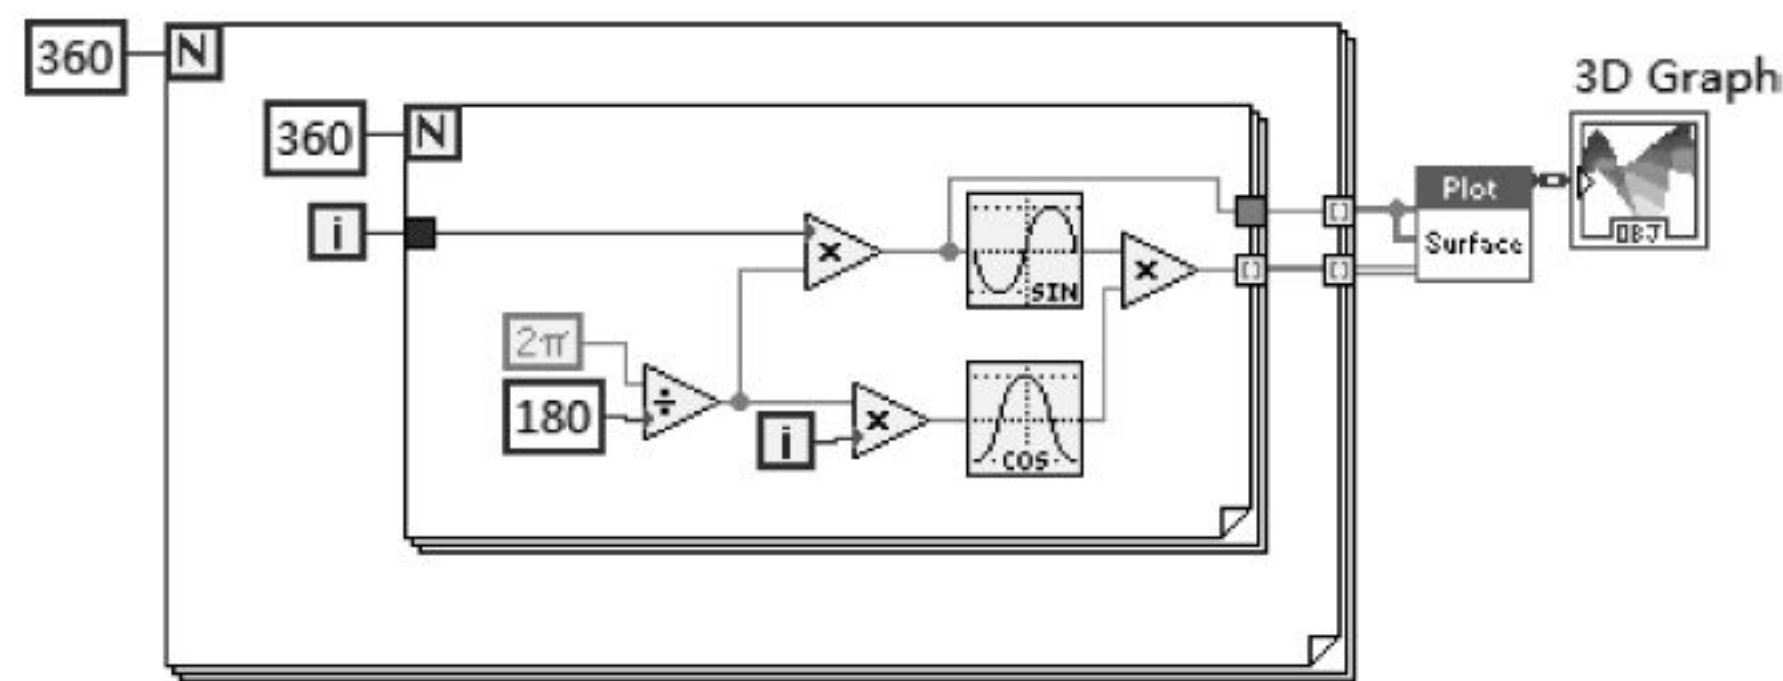 360
N
3D Graph
360
N
Plot
i
×
Surface
OBJ
SIN
×
2π
÷
180
i
×
COS